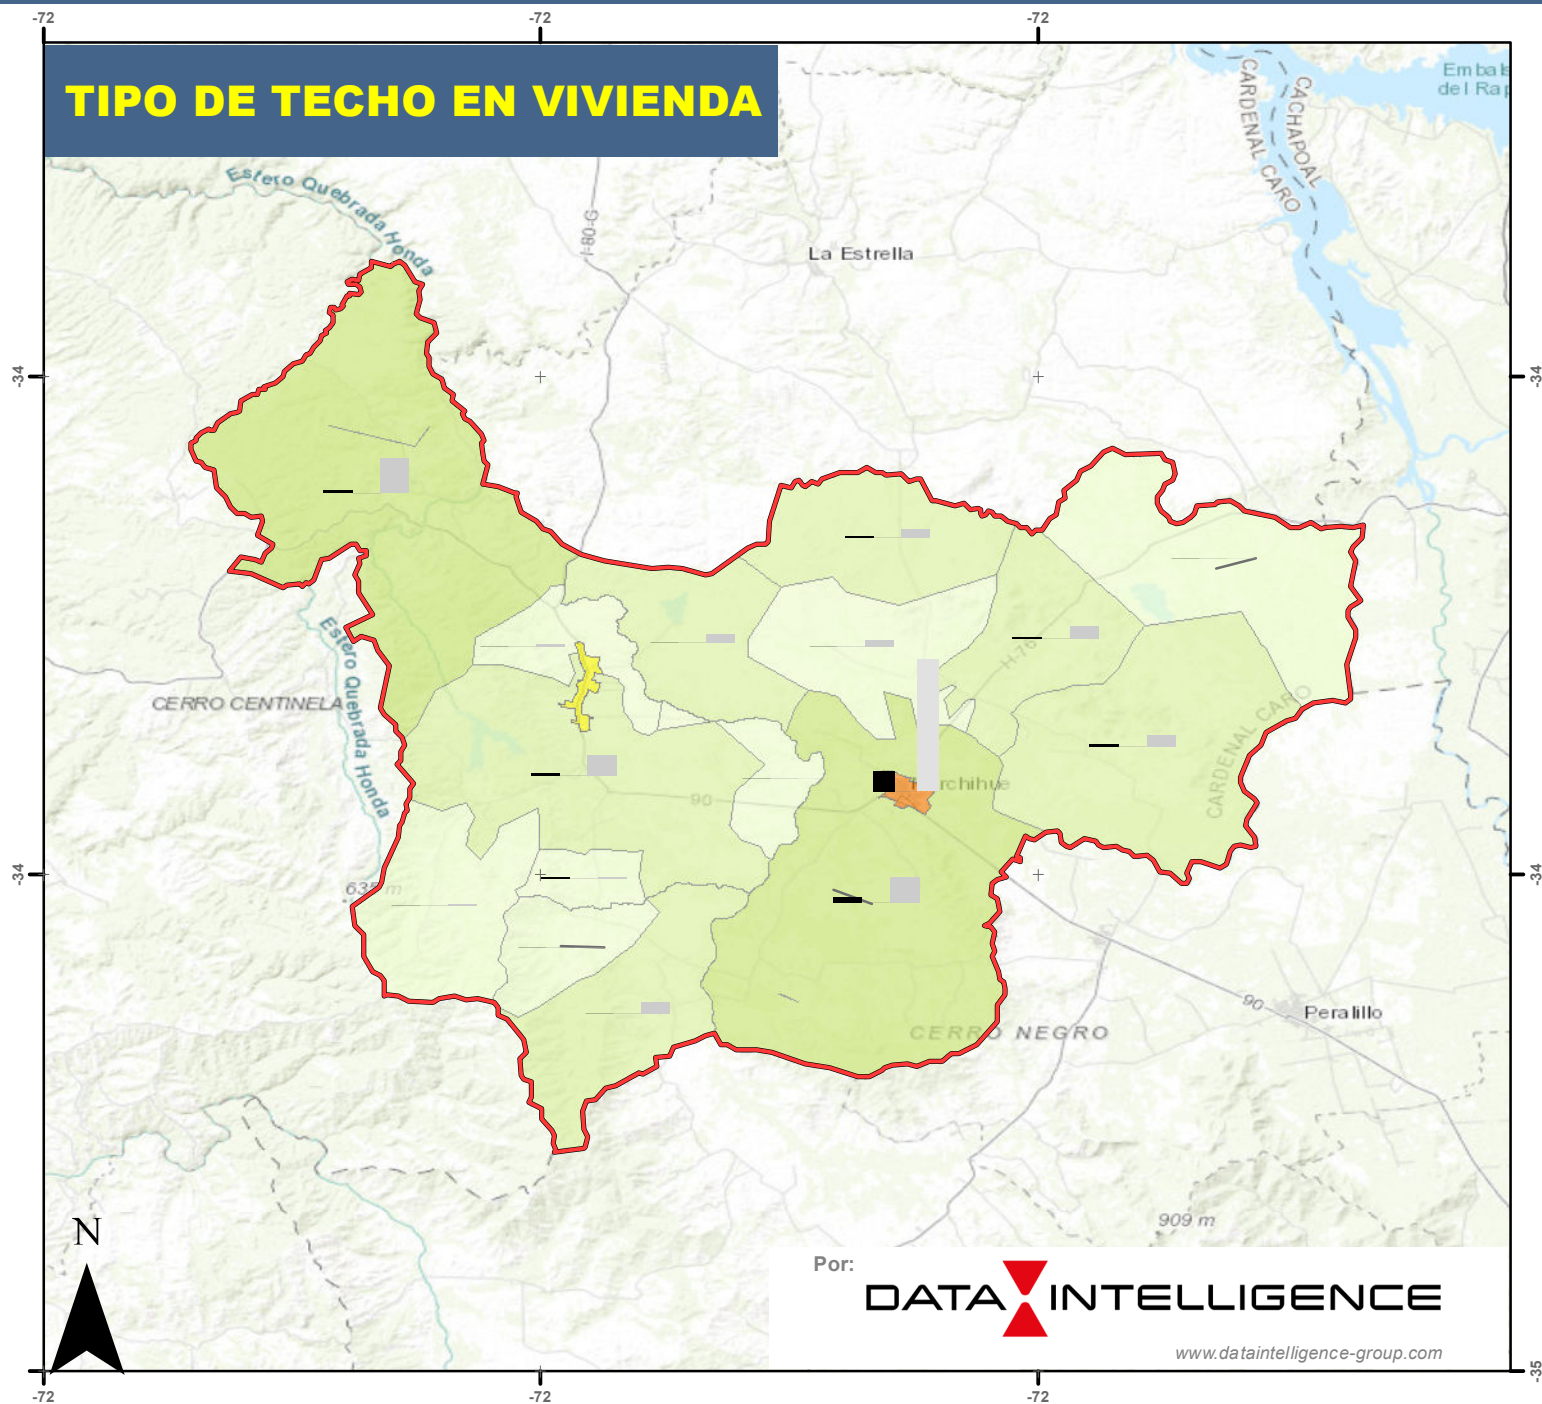 -72
-72
-72
TIPO DE TECHO EN VIVIENDA
Embals
del Rap
CARDENAL CARO
CACHAPOAL
Estero Quebrada Honda
I-80-G
La Estrella
-34
-34
H-76
Estero Quebrada Honda
CERRO CENTINELA
CARDENAL CARO
90
rchihue
-34
-34
635 m
90
Peralillo
CERRO NEGRO
909 m
N
Por:
DATA INTELLIGENCE
www.dataintelligence-group.com
-35
-72
-72
-72